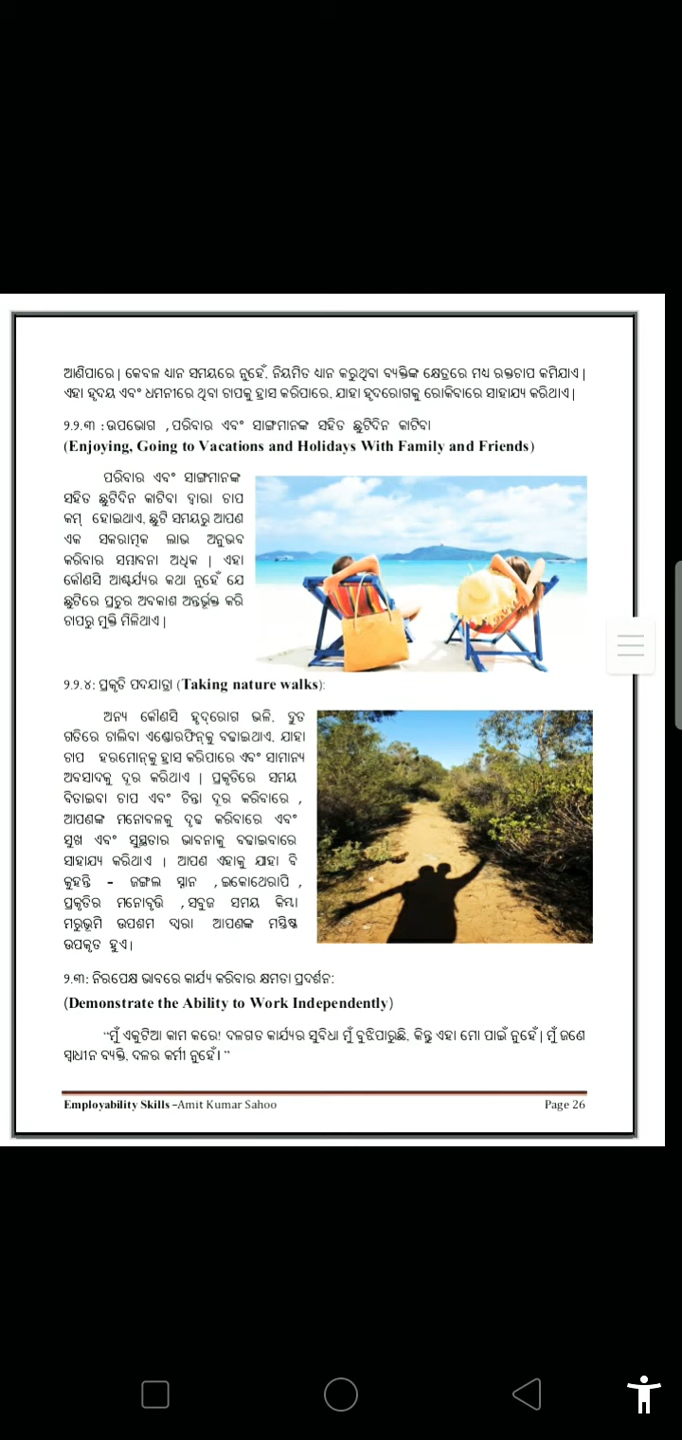 ଆଣିପାରେ | କେବଳ ଧ୍ୟାନ ସମୟରେ ନୁହେଁ, ନିୟମିତ ଧ୍ୟାନ କରୁଥିବା ବ୍ୟକ୍ତିଙ୍କ କ୍ଷେତ୍ରରେ ମଧ୍ୟ ରକ୍ତଚାପ କମିଯାଏ |
ଏହା ହୃଦୟ ଏବଂ ଧମନୀରେ ଥିବା ଚାପକୁ ହ୍ରାସ କରିପାରେ, ଯାହା ହୃଦରୋଗକୁ ରୋକିବାରେ ସାହାଯ୍ୟ କରିଥାଏ |
୨.୨.୩ : ଉପଭୋଗ , ପରିବାର ଏବଂ ସାଙ୍ଗମାନଙ୍କ ସହିତ ଛୁଟିଦିନ କାଟିବା
(Enjoying, Going to Vacations and Holidays With Family and Friends)
ପରିବାର ଏବଂ ସାଙ୍ଗମାନଙ୍କ
ସହିତ ଛୁଟିଦିନ କାଟିବା ଦ୍ୱାରା ଚାପ
କମ୍ ହୋଇଥାଏ, ଛୁଟି ସମୟରୁ ଆପଣ
ଏକ ସକରାତ୍ମକ ଲାଭ ଅନୁଭବ
କରିବାର ସମ୍ଭାବନା ଅଧିକ | ଏହା
କୌଣସି ଆଶ୍ଚର୍ଯ୍ୟର କଥା ନୁହେଁ ଯେ
ଛୁଟିରେ ପ୍ରଚୁର ଅବକାଶ ଅନ୍ତର୍ଭୂକ୍ତ କରି
ଚାପରୁ ମୁକ୍ତି ମିଳିଥାଏ |
୨.୨.୪: ପ୍ରକୃତି ପଦଯାତ୍ରା (Taking nature walks):
ଅନ୍ୟ କୌଣସି ହୃଦ୍‌ରୋଗ ଭଳି, ଦ୍ରୁତ
ଗତିରେ ଚାଲିବା ଏଣ୍ଡୋରଫିନ୍‌କୁ ବଢାଇଥାଏ, ଯାହା
ଚାପ ହରମୋନ୍‌କୁ ହ୍ରାସ କରିପାରେ ଏବଂ ସାମାନ୍ୟ
ଅବସାଦକୁ ଦୂର କରିଥାଏ | ପ୍ରକୃତିରେ ସମୟ
ବିତାଇବା ଚାପ ଏବଂ ଚିନ୍ତା ଦୂର କରିବାରେ ,
ଆପଣଙ୍କ ମନୋବଳକୁ ଦୃଢ କରିବାରେ ଏବଂ
ସୁଖ ଏବଂ ସୁସ୍ଥତାର ଭାବନାକୁ ବଢାଇବାରେ
ସାହାଯ୍ୟ କରିଥାଏ | ଆପଣ ଏହାକୁ ଯାହା ବି
କୁହନ୍ତି – ଜଙ୍ଗଲ ସ୍ନାନ , ଇକୋଥେରାପି ,
ପ୍ରକୃତିର ମନୋବୃତ୍ତି , ସବୁଜ ସମୟ କିମ୍ବା
ମରୁଭୂମି ଉପଶମ ଦ୍ୱାରା ଆପଣଙ୍କ ମସ୍ତିଷ୍କ
ଉପକୃତ ହୁଏ |
୨.୩: ନିରପେକ୍ଷ ଭାବରେ କାର୍ଯ୍ୟ କରିବାର କ୍ଷମତା ପ୍ରଦର୍ଶନ:
(Demonstrate the Ability to Work Independently)
“ମୁଁ ଏକୁଟିଆ କାମ କରେ! ଦଳଗତ କାର୍ଯ୍ୟର ସୁବିଧା ମୁଁ ବୁଝିପାରୁଛି, କିନ୍ତୁ ଏହା ମୋ ପାଇଁ ନୁହେଁ | ମୁଁ ଜଣେ
ସ୍ୱାଧୀନ ବ୍ୟକ୍ତି, ଦଳର କର୍ମୀ ନୁହେଁ। ”
Employability Skills –Amit Kumar Sahoo Page 26